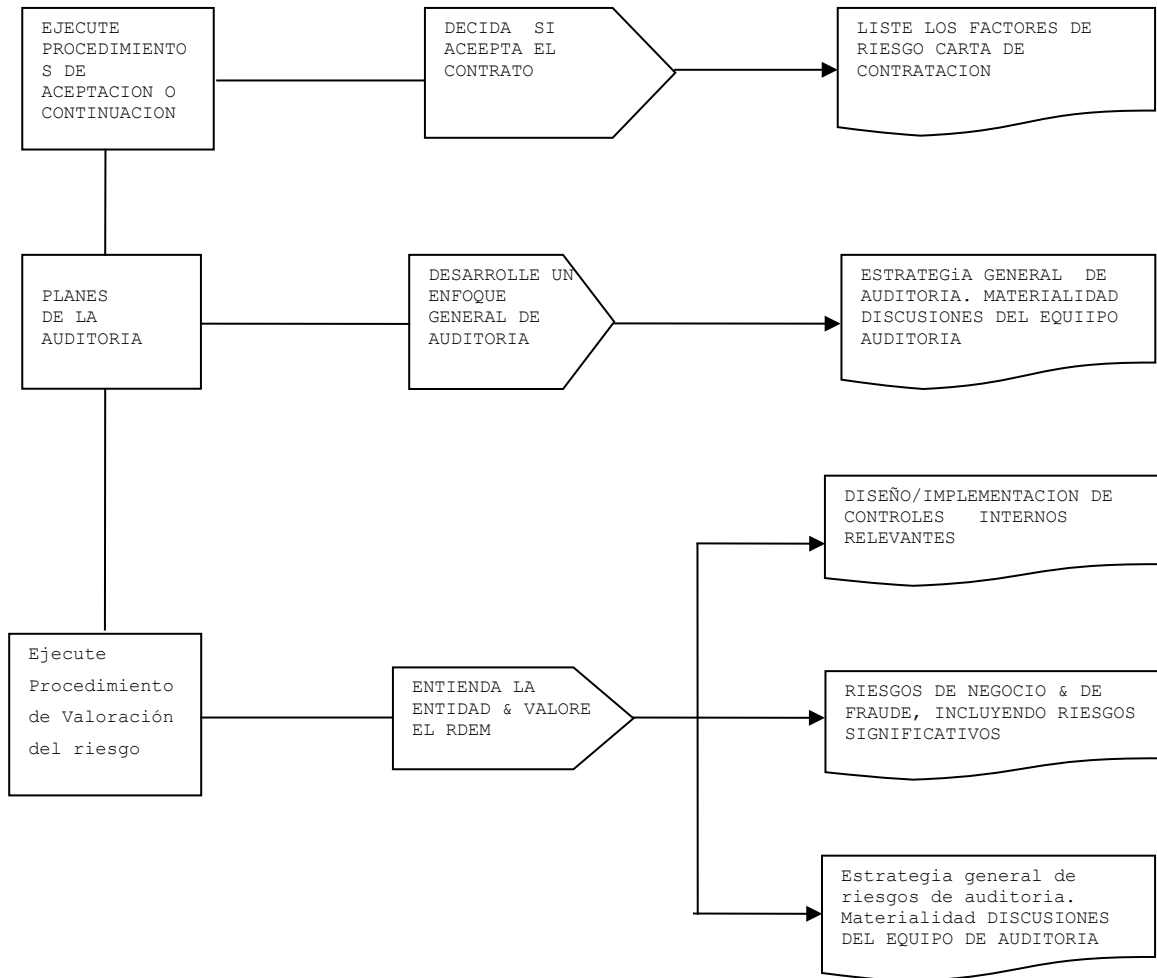 EJECUTE
PROCEDIMIENTO
S DE
ACEPTACION O
CONTINUACION
DECIDA SI
ACEEPTA EL
CONTRATO
LISTE LOS FACTORES DE
RIESGO CARTA DE
CONTRATACION
PLANES
DE LA
AUDITORIA
DESARROLLE UN
ENFOQUE
GENERAL DE
AUDITORIA
ESTRATEGiA GENERAL DE
AUDITORIA. MATERIALIDAD
DISCUSIONES DEL EQUIIPO
AUDITORIA
Ejecute
Procedimiento
de Valoración
del riesgo
ENTIENDA LA
ENTIDAD & VALORE
EL RDEM
DISEÑO/IMPLEMENTACION DE
CONTROLES INTERNOS
RELEVANTES
RIESGOS DE NEGOCIO & DE
FRAUDE, INCLUYENDO RIESGOS
SIGNIFICATIVOS
Estrategia general de
riesgos de auditoria.
Materialidad DISCUSIONES
DEL EQUIPO DE AUDITORIA